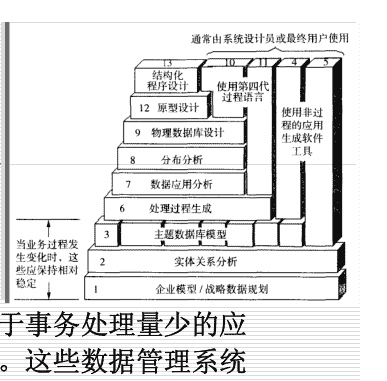 通常由系统设计员或最终用户使用
13 10 11 4 5
结构化
程序设计
使用第四代
过程语言
使用非过
程的应用
生成软件
工具
12 原型设计
9 物理数据库设计
8 分布分析
7 数据应用分析
6 处理过程生成
3 主题数据库模型
2 实体关系分析
1 企业模型/战略数据规划
当业务过程发
生变化时，这
些应保持相对
稳定
于事务处理量少的应
。这些数据管理系统